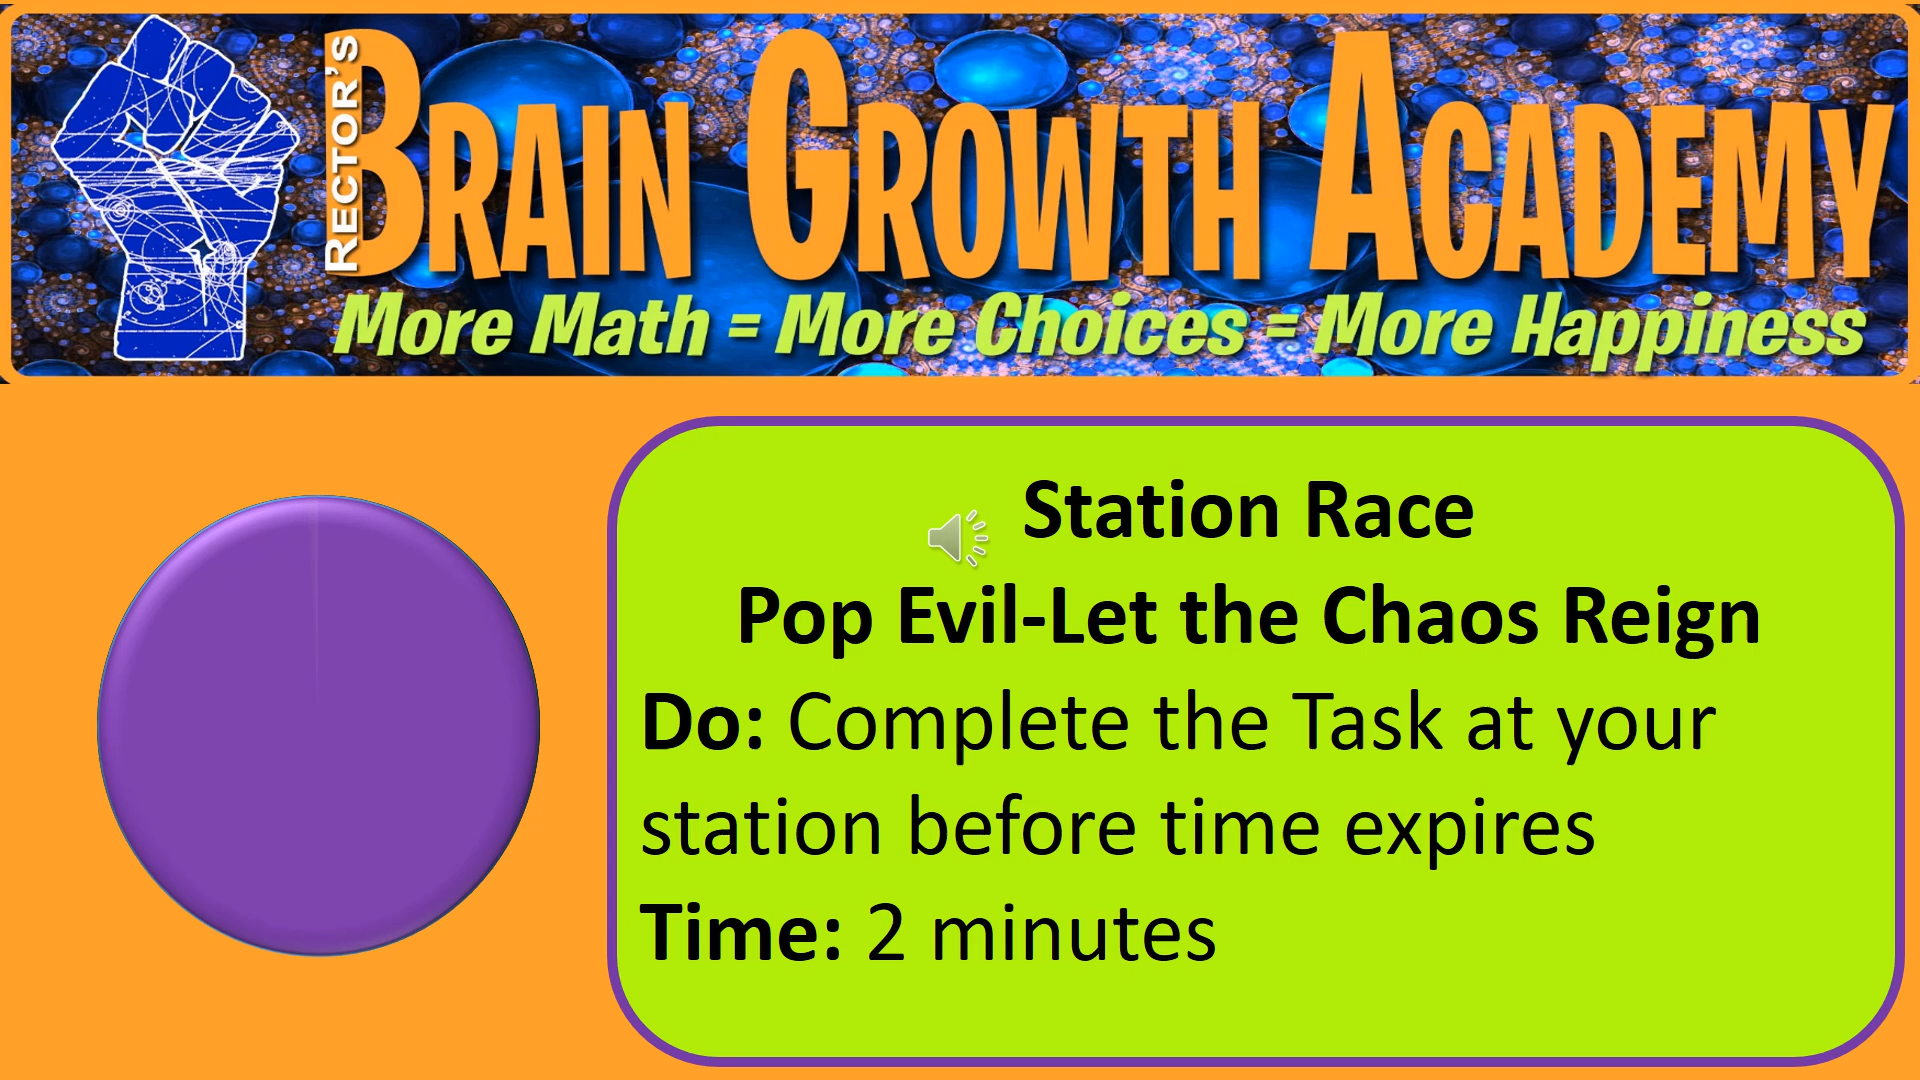 RECTOR'S
BRAIN GROWTH ACADEMY
More Math = More Choices = More Happiness
Station Race
Pop Evil-Let the Chaos Reign
Do: Complete the Task at your
station before time expires
Time: 2 minutes